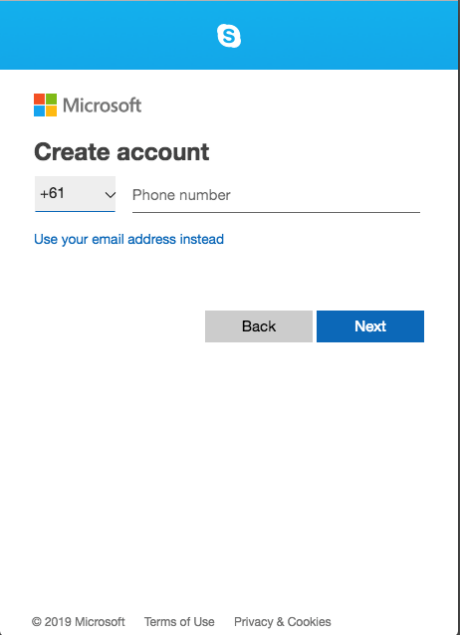 S
Microsoft
Create account
+61 Phone number
Use your email address instead
Back Next
© 2019 Microsoft Terms of Use Privacy & Cookies